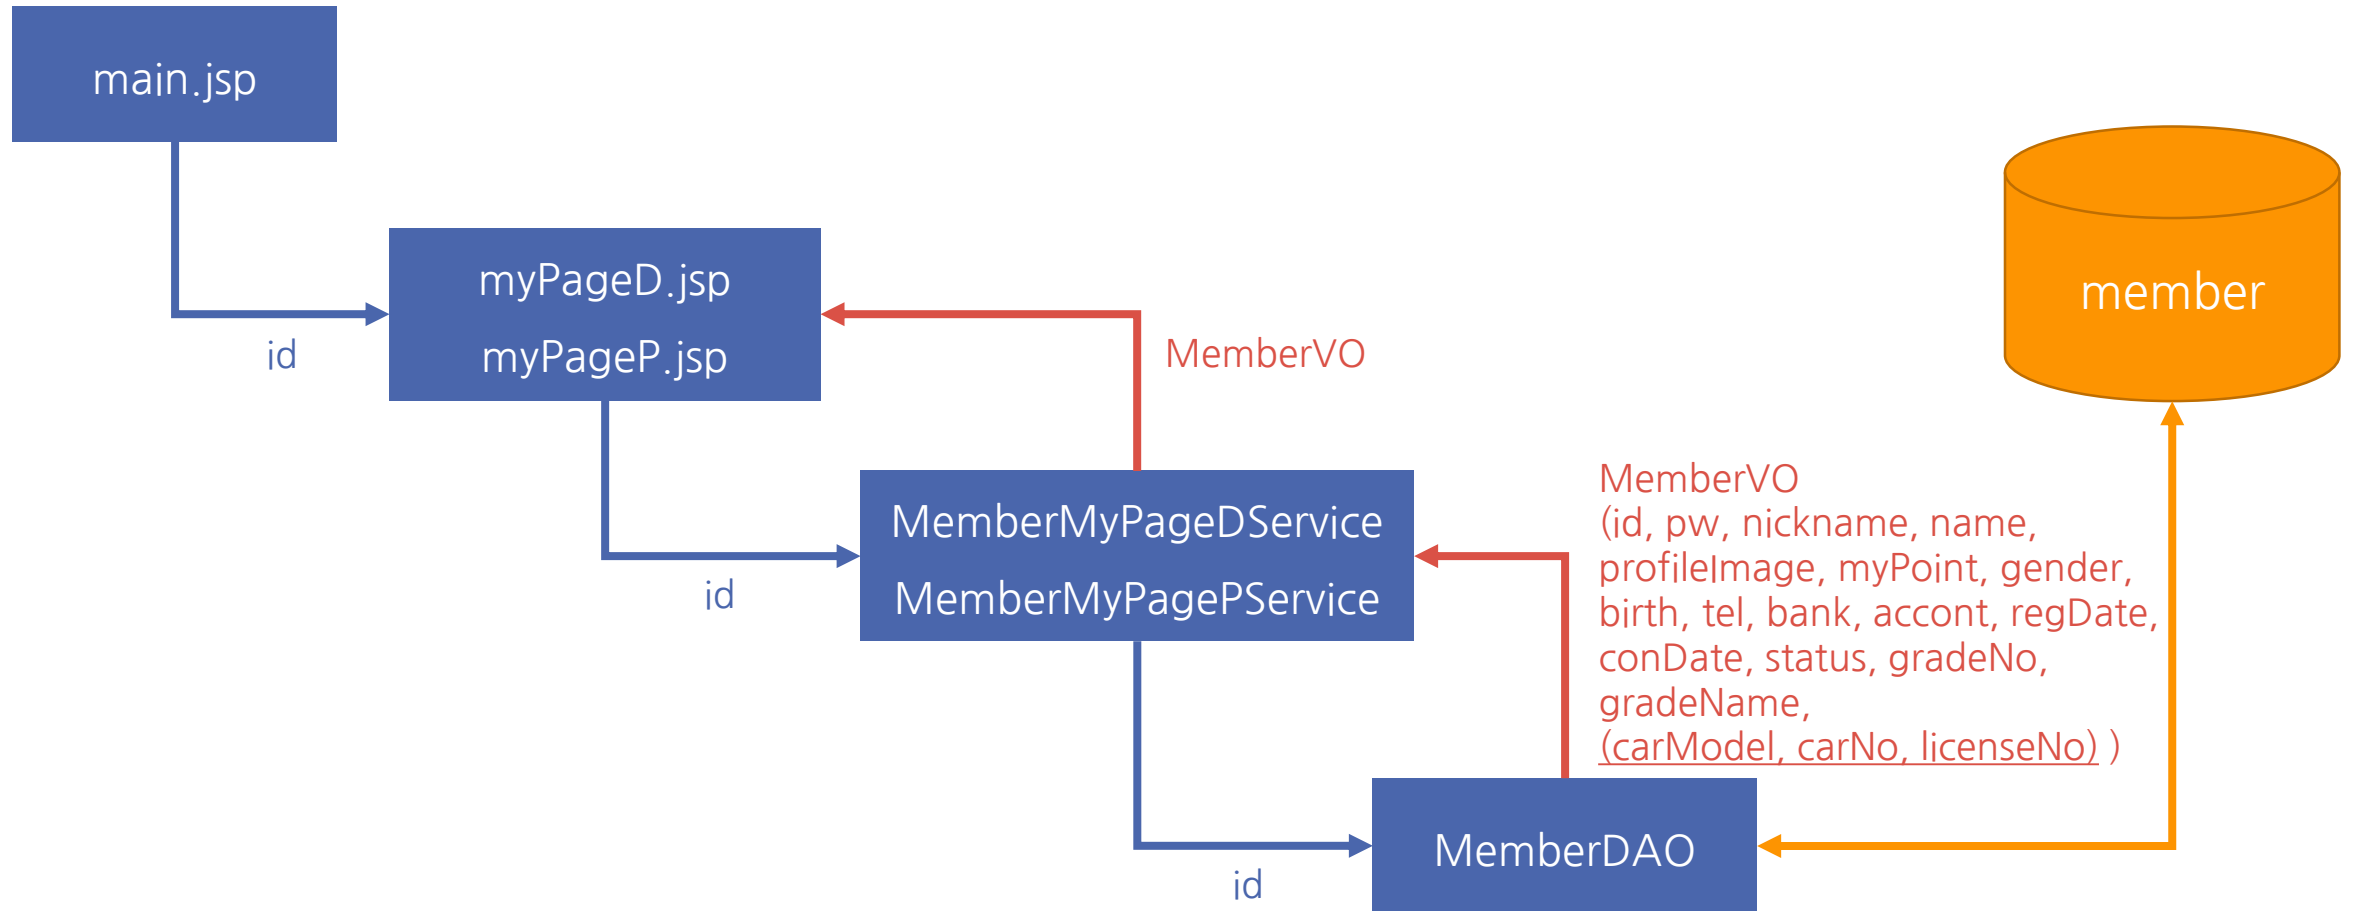 main.jsp
id
myPageD.jsp
myPageP.jsp
MemberVO
member
id
MemberMyPageDService
MemberMyPagePService
MemberVO
(id, pw, nickname, name,
profileImage, myPoint, gender,
birth, tel, bank, accont, regDate,
conDate, status, gradeNo,
gradeName,
(carModel, carNo, licenseNo) )
id
MemberDAO